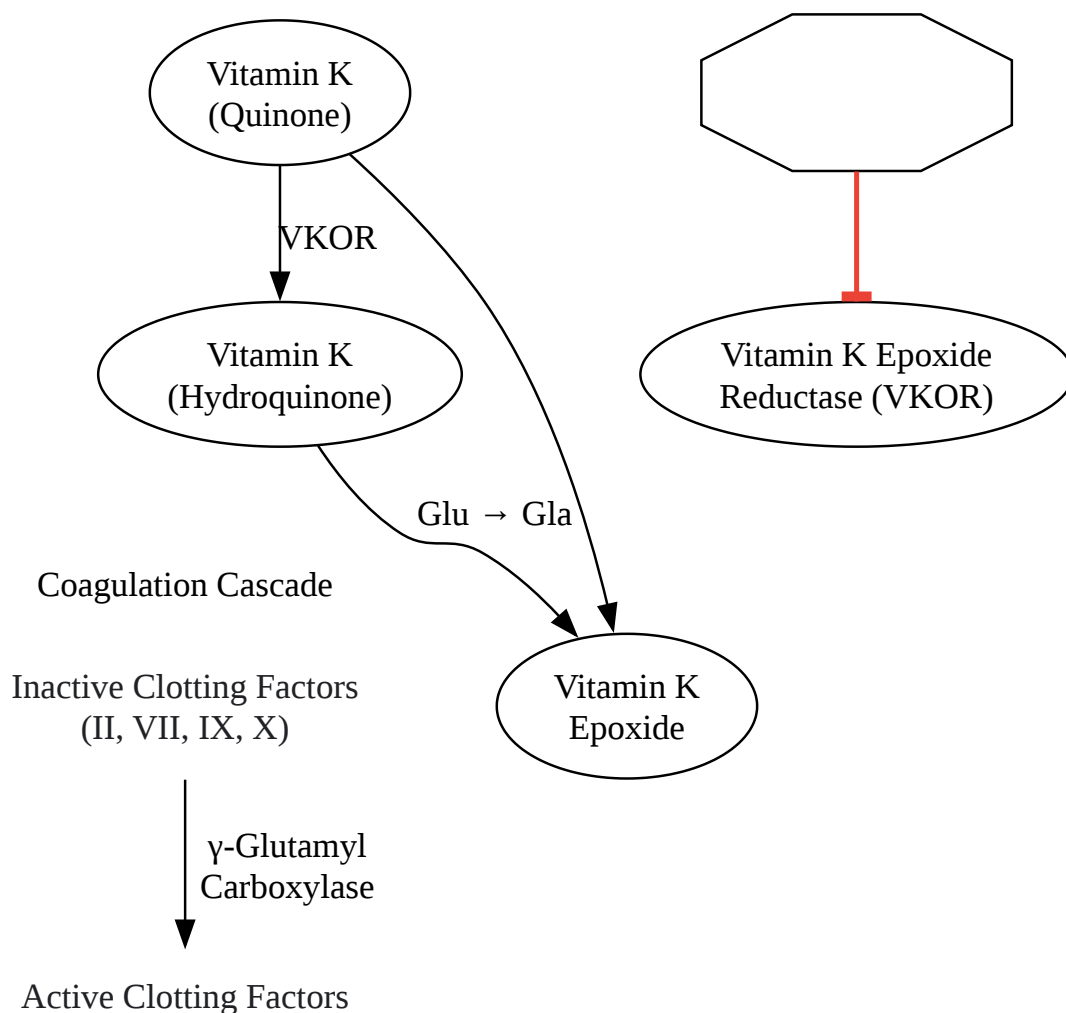 Vitamin K
(Quinone)
VKOR
Vitamin K
(Hydroquinone)
Vitamin K Epoxide
Reductase (VKOR)
Glu → Gla
Coagulation Cascade
Inactive Clotting Factors
(II, VII, IX, X)
Vitamin K
Epoxide
γ-Glutamyl
Carboxylase
Active Clotting Factors